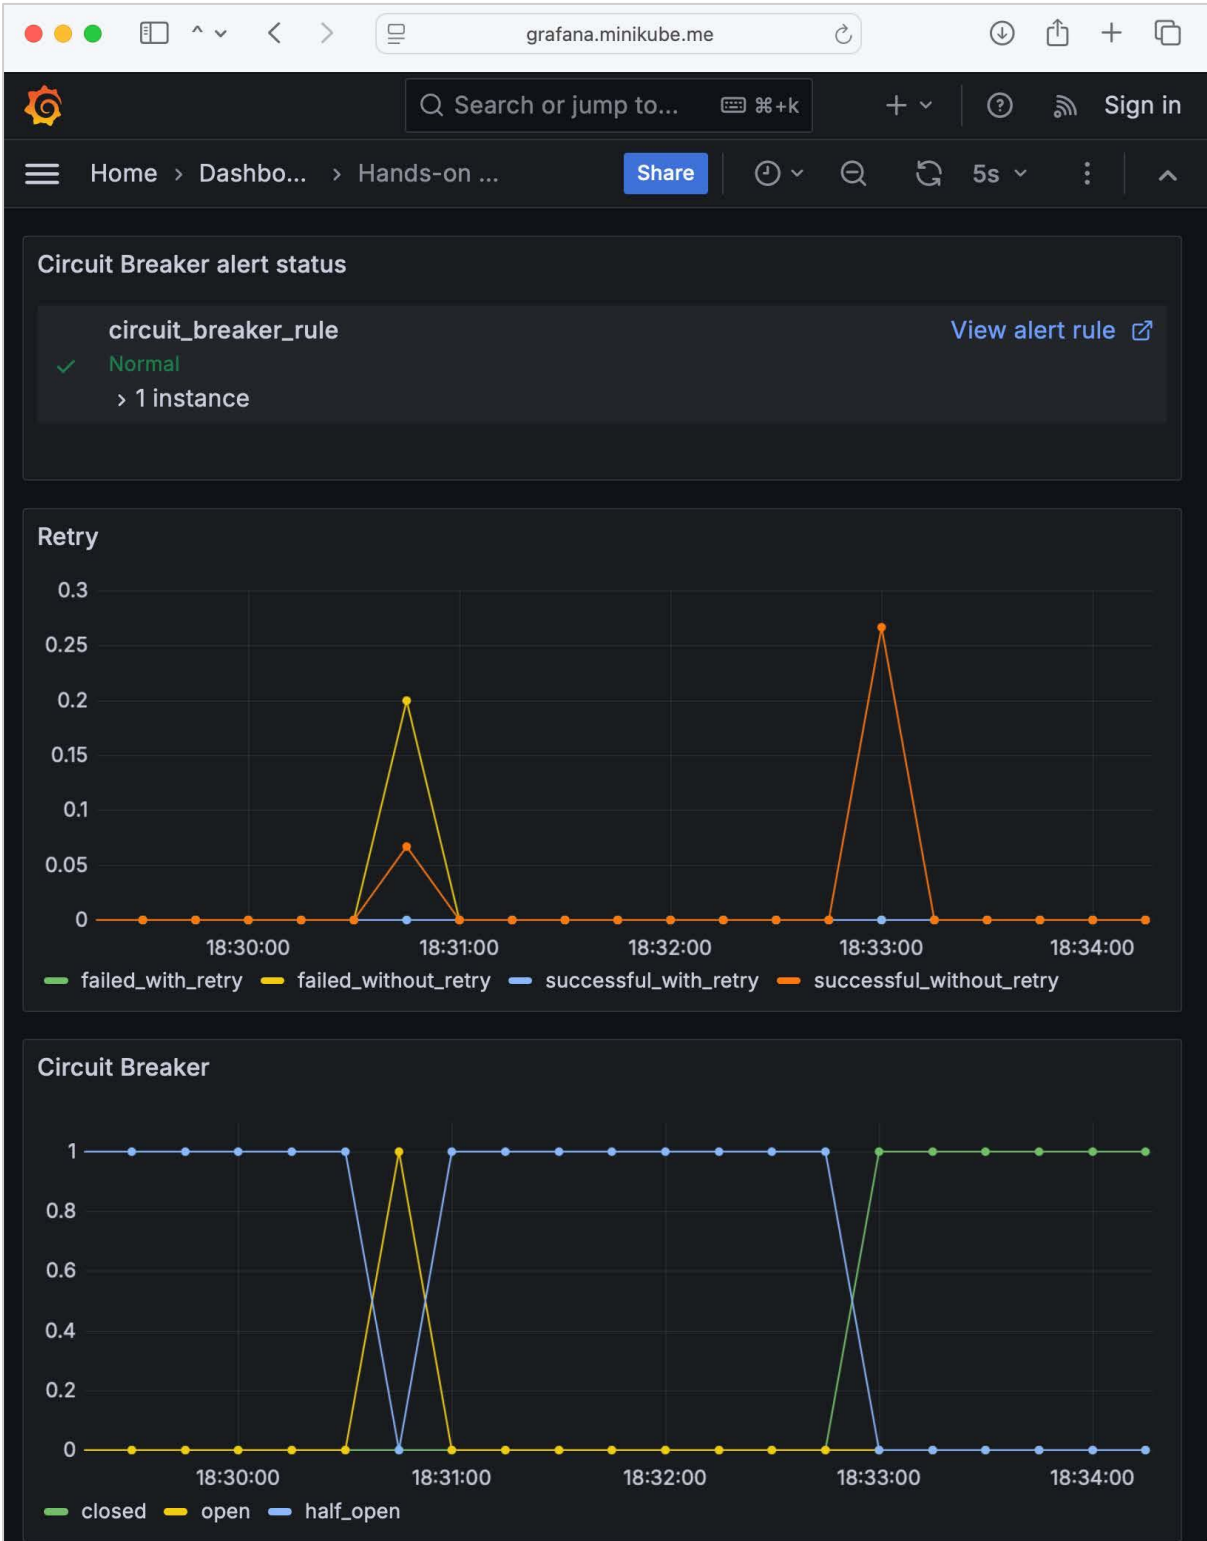 grafana.minikube.me
Search or jump to... ⌘+k Sign in
Home > Dashbo... > Hands-on ... Share 5s
Circuit Breaker alert status
circuit_breaker_rule View alert rule
Normal
> 1 instance
Retry
0.3
0.25
0.2
0.15
0.1
0.05
0
18:30:00 18:31:00 18:32:00 18:33:00 18:34:00
failed_with_retry failed_without_retry successful_with_retry successful_without_retry
Circuit Breaker
1
0.8
0.6
0.4
0.2
0
18:30:00 18:31:00 18:32:00 18:33:00 18:34:00
closed open half_open